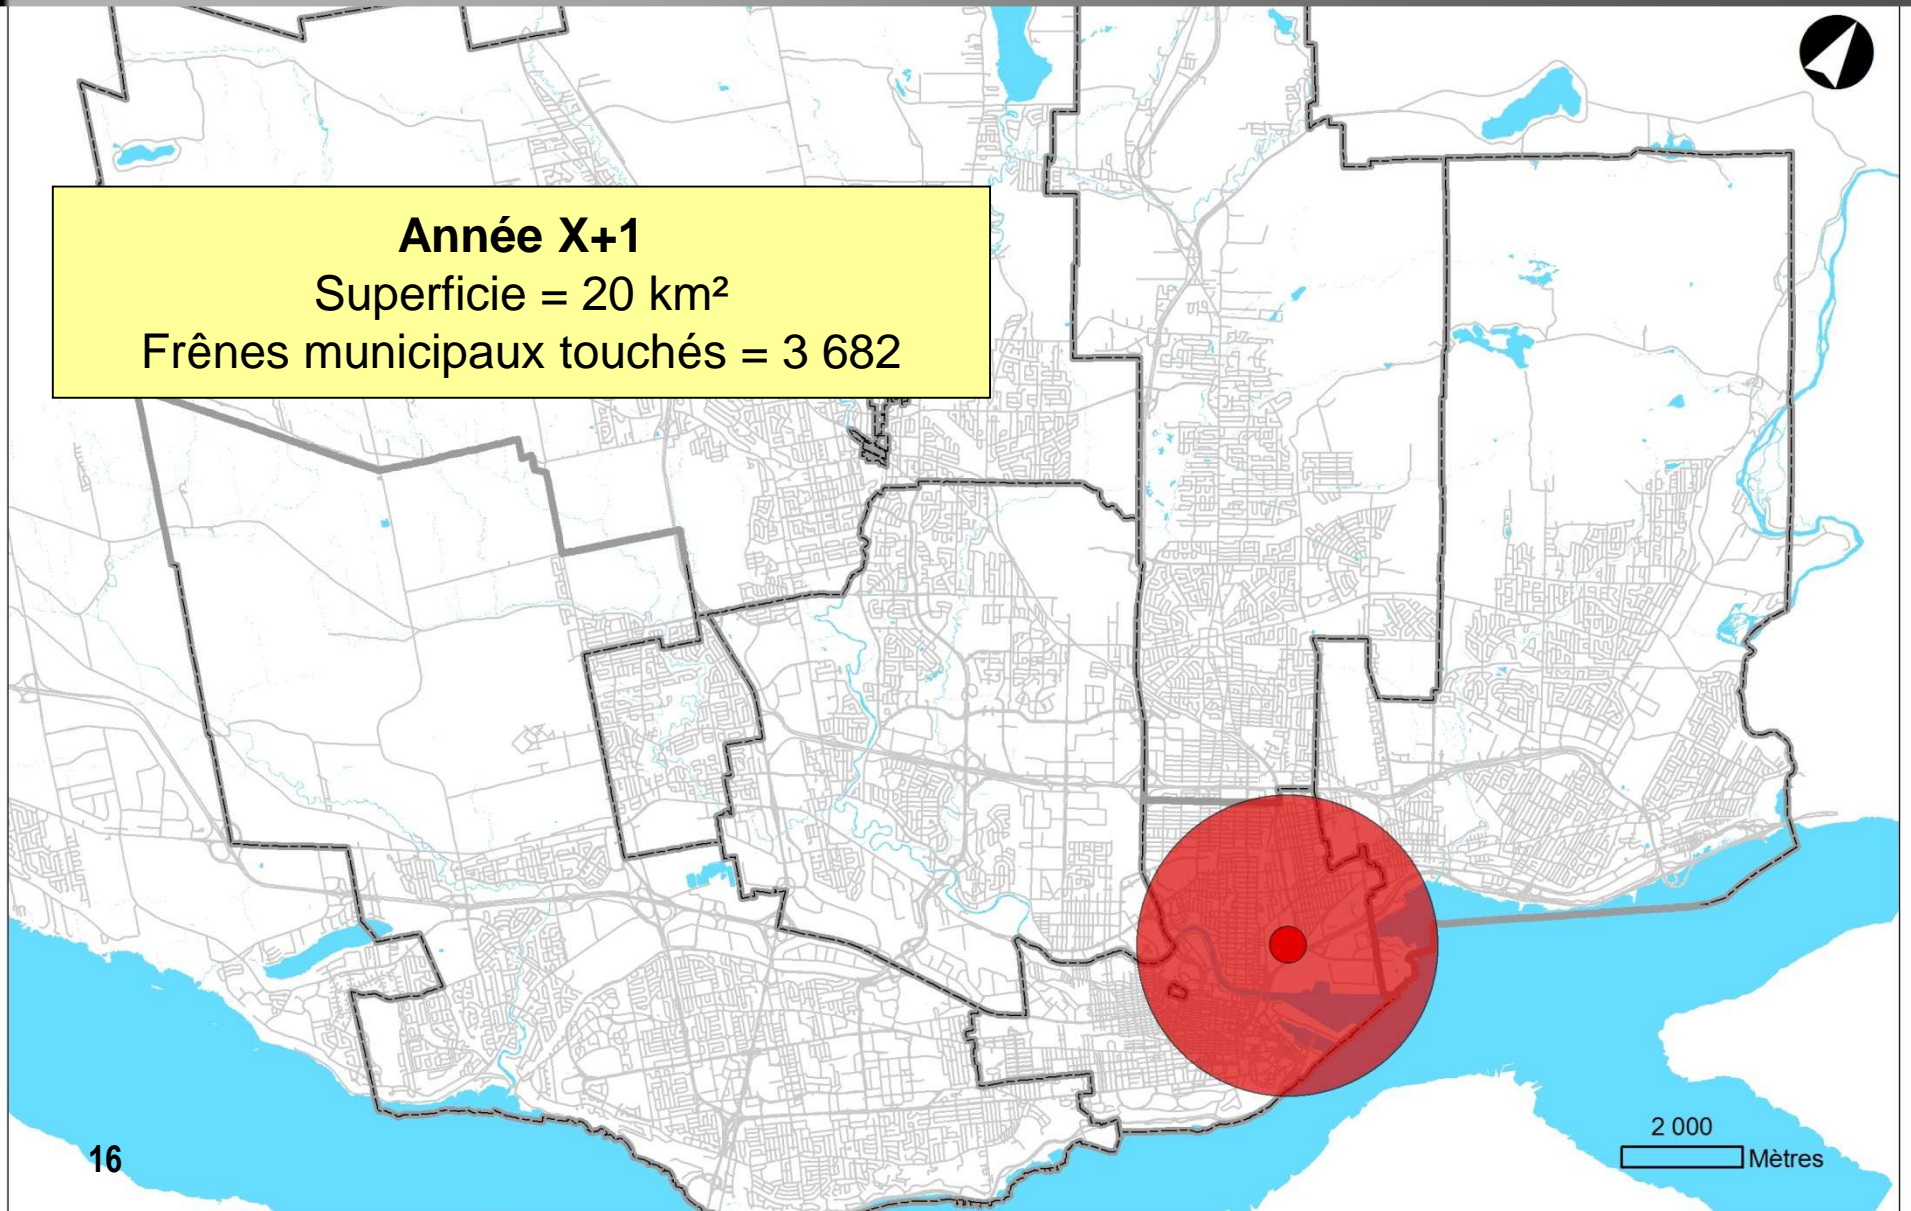 Année X+1
Superficie = 20 km²
Frênes municipaux touchés = 3 682
2 000
Mètres
16